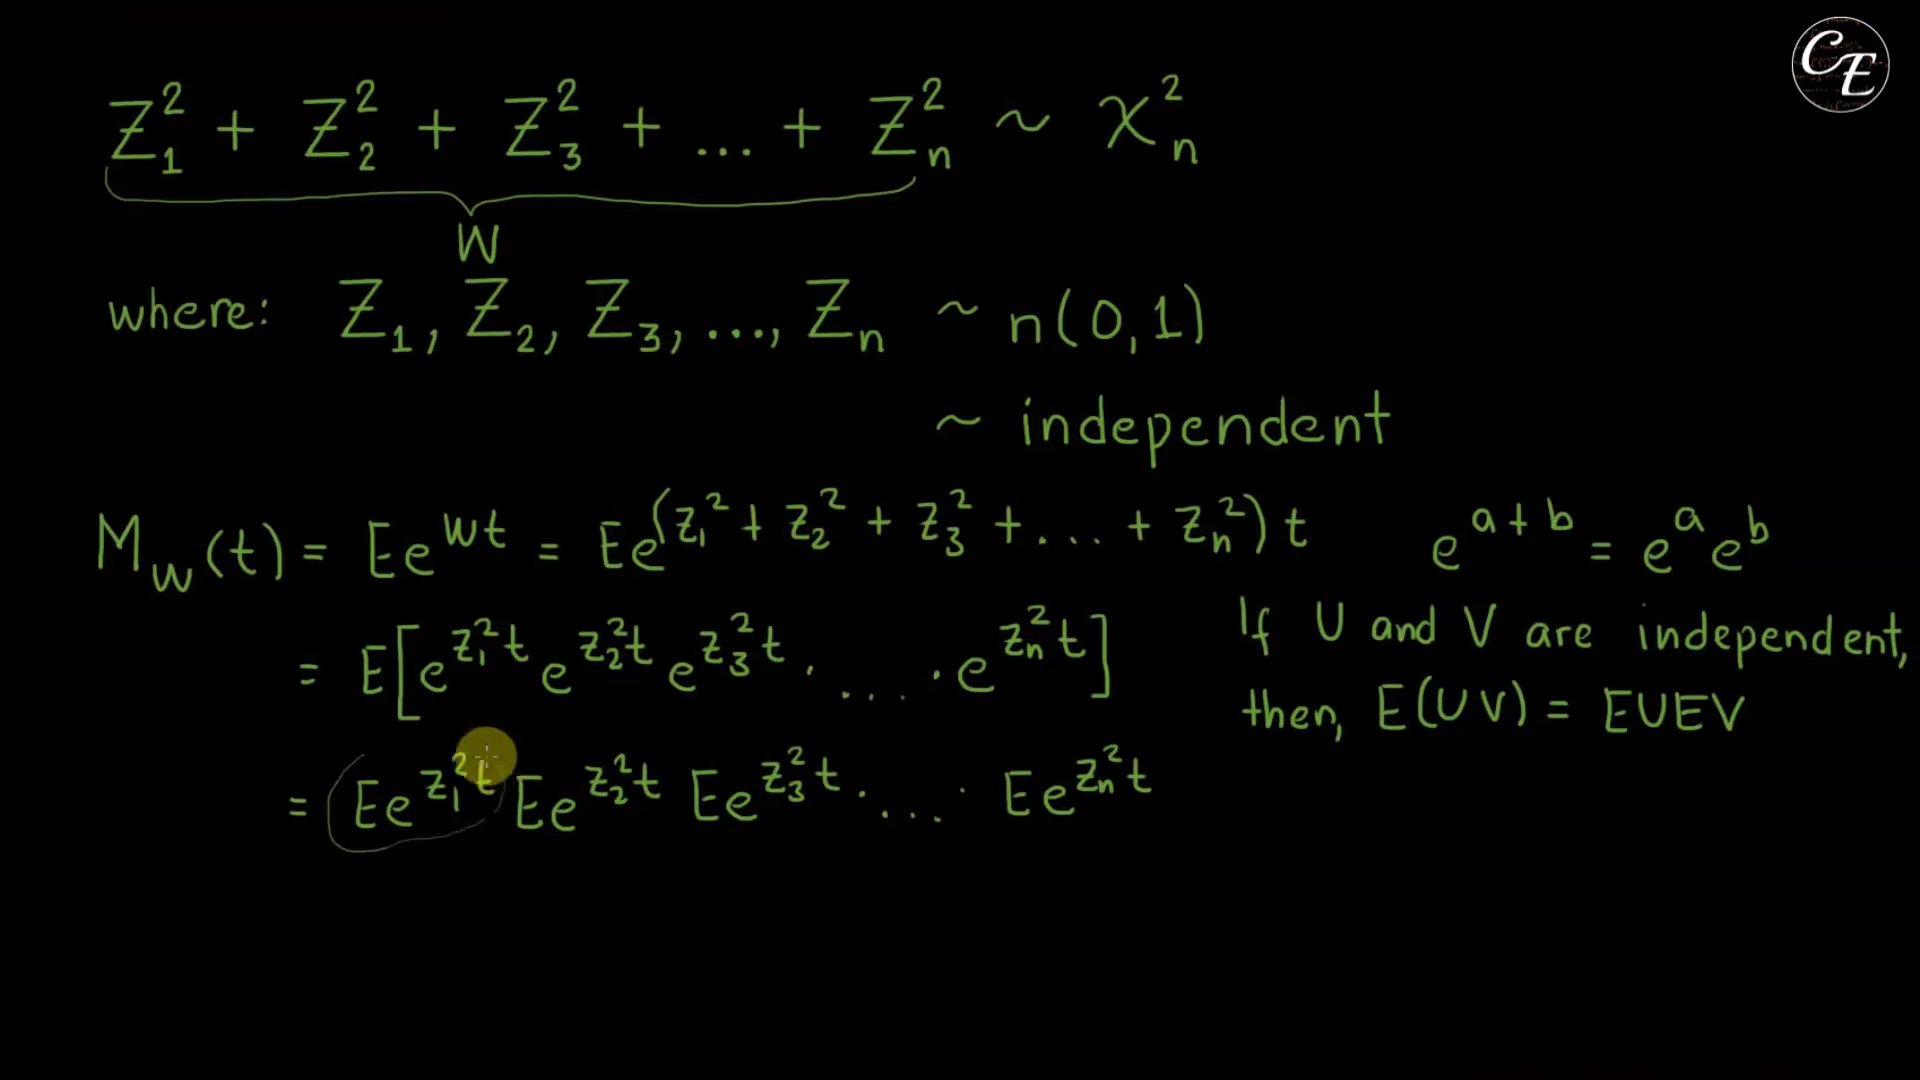 CE
Z₁² + Z₂² + Z₃² + ... + Zₙ² ~ χ²ₙ
W
where: Z₁, Z₂, Z₃, ..., Zₙ ~ n(0,1)
~ independent
M_W(t) = Ee^{Wt} = Ee^{(Z₁² + Z₂² + Z₃² + ... + Zₙ²)t}
e^{a+b} = e^a e^b
= E[e^{Z₁²t} e^{Z₂²t} e^{Z₃²t} · ... · e^{Zₙ²t}]
If U and V are independent,
then, E(UV) = EUEV
= Ee^{Z₁²t} Ee^{Z₂²t} Ee^{Z₃²t} · ... · Ee^{Zₙ²t}